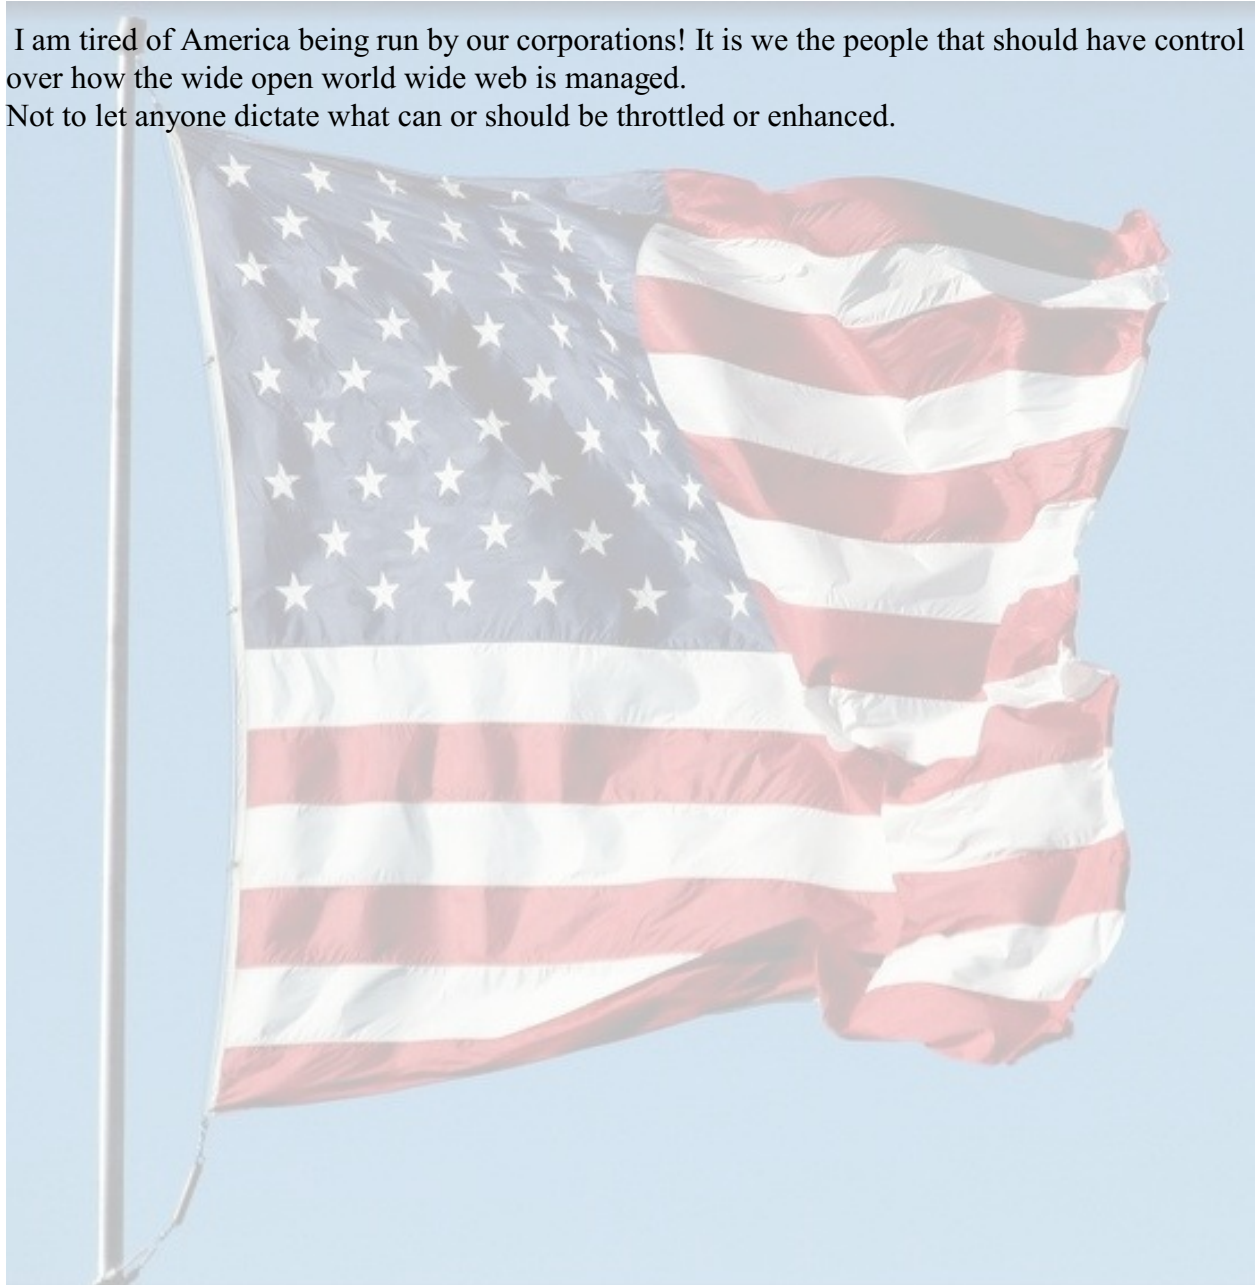 I am tired of America being run by our corporations! It is we the people that should have control
over how the wide open world wide web is managed.
Not to let anyone dictate what can or should be throttled or enhanced.